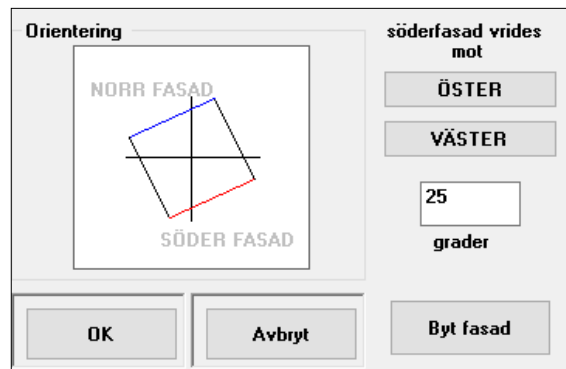 Orientering
NORR FASAD
SÖDER FASAD
söderfasad vrides
mot
ÖSTER
VÄSTER
25
grader
OK
Avbryt
Byt fasad